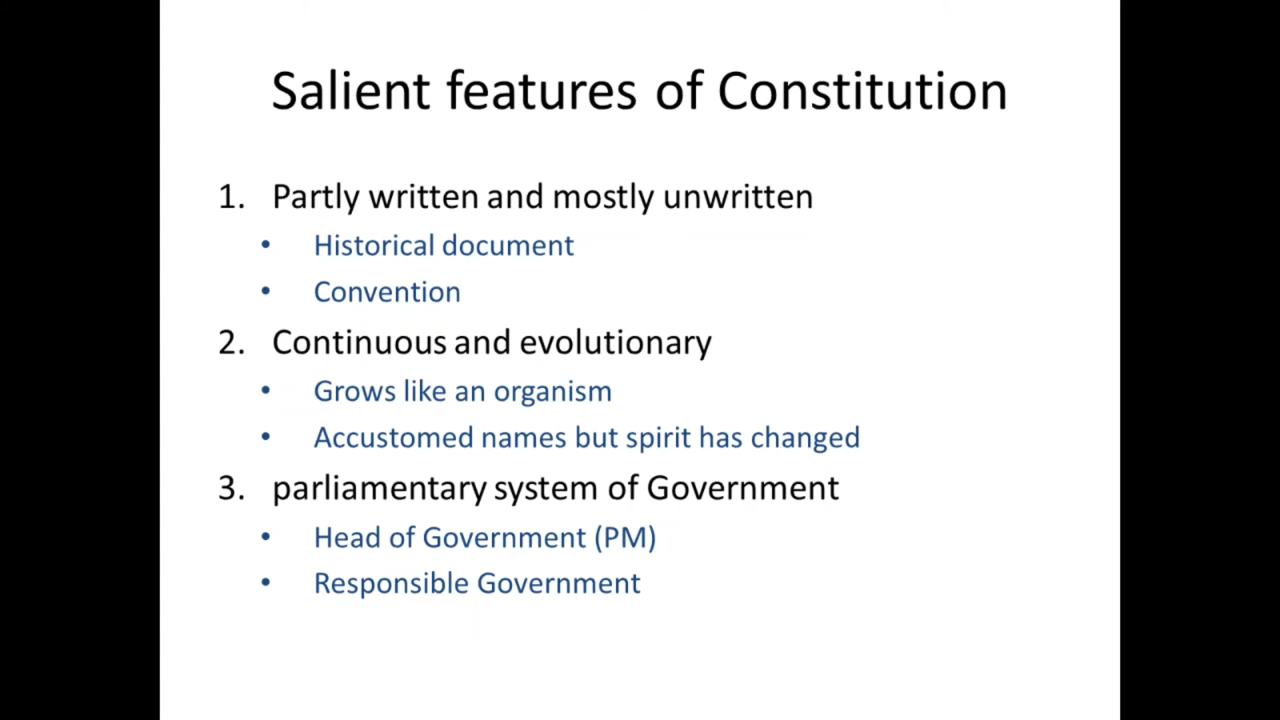 Salient features of Constitution
1. Partly written and mostly unwritten
• Historical document
• Convention
2. Continuous and evolutionary
• Grows like an organism
• Accustomed names but spirit has changed
3. parliamentary system of Government
• Head of Government (PM)
• Responsible Government